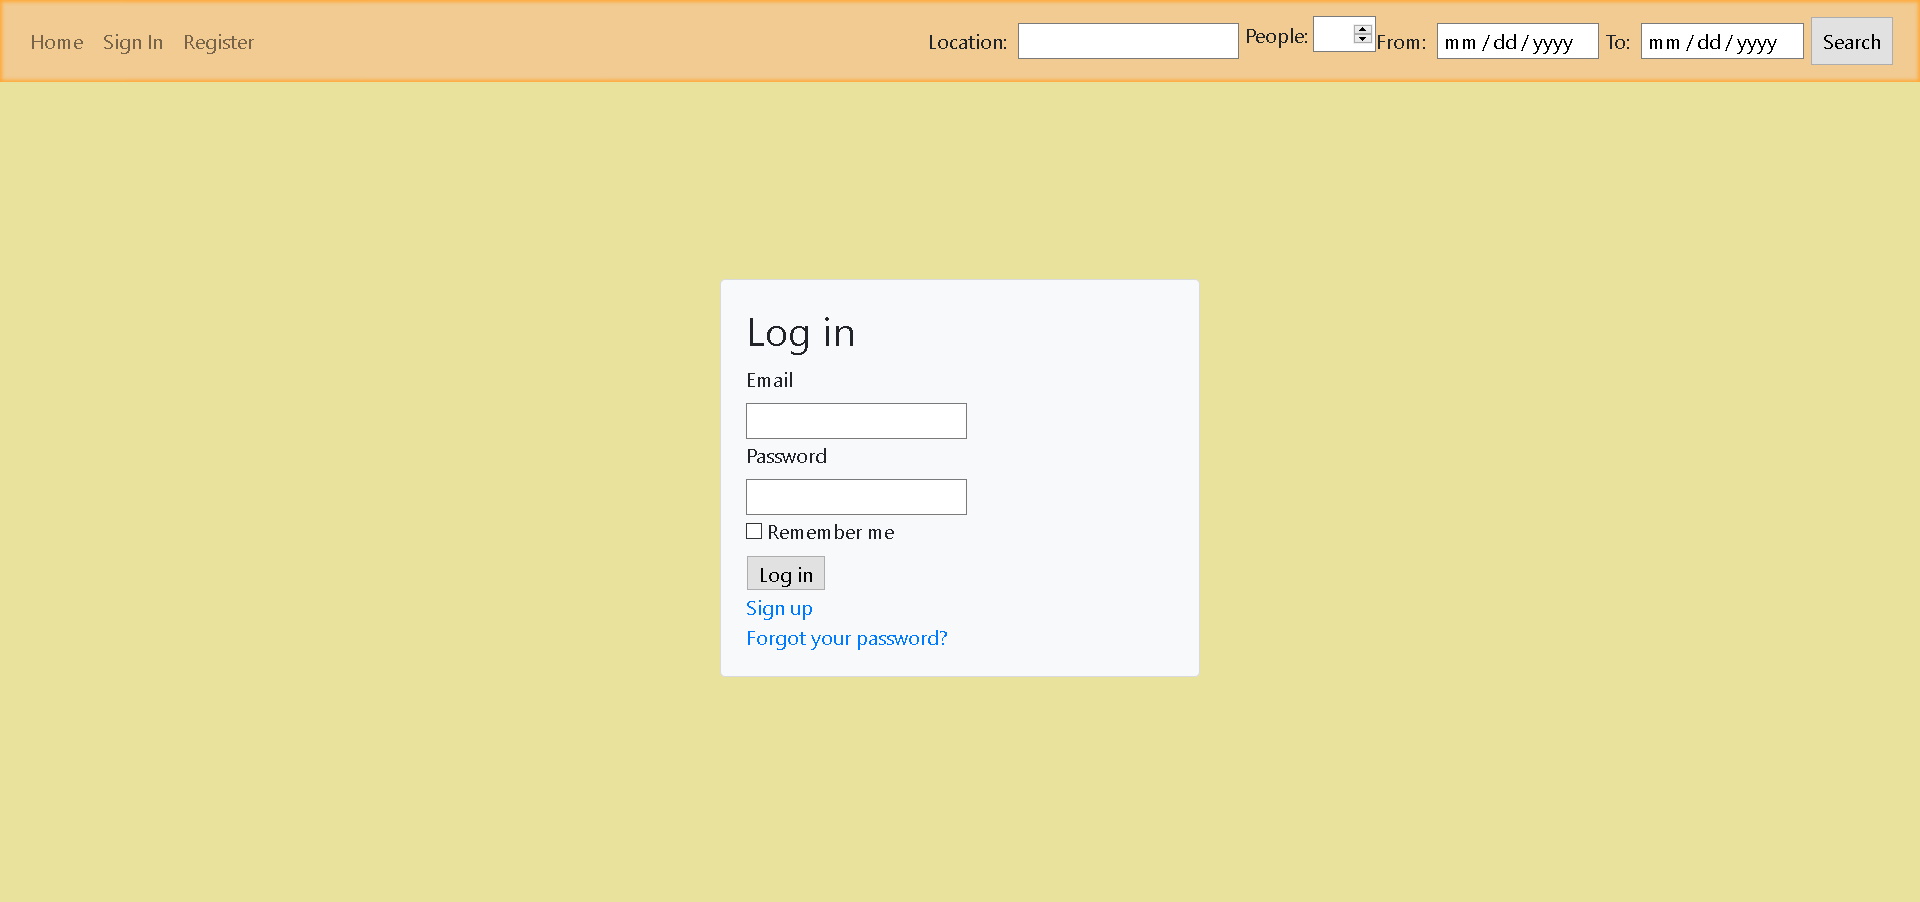 Home Sign In Register Location: People: From: mm/dd/yyyy To: mm/dd/yyyy Search
Log in
Email
Password
Remember me
Log in
Sign up
Forgot your password?